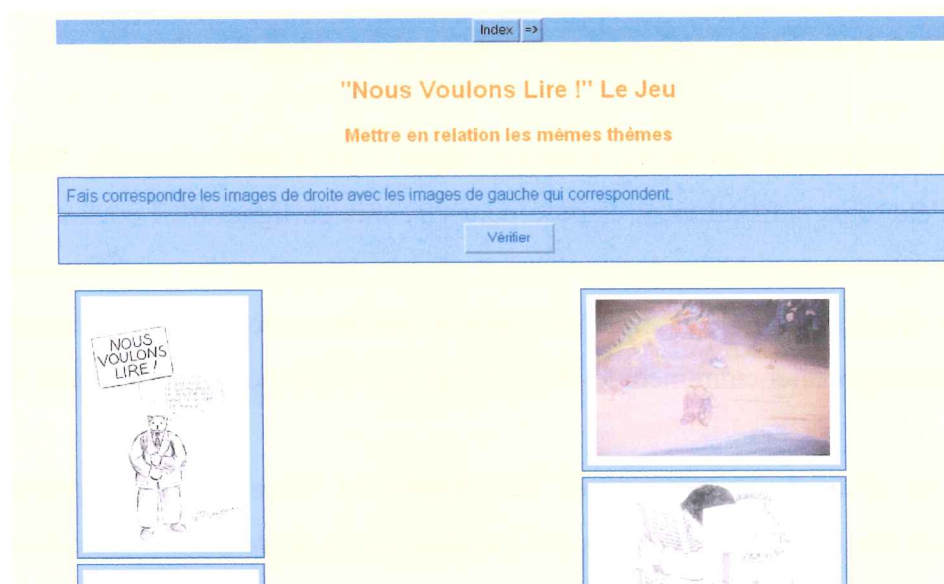 Index =>
"Nous Voulons Lire !" Le Jeu
Mettre en relation les mêmes thèmes
Fais correspondre les images de droite avec les images de gauche qui correspondent.
Vérifier
NOUS
VOULONS
LIRE !